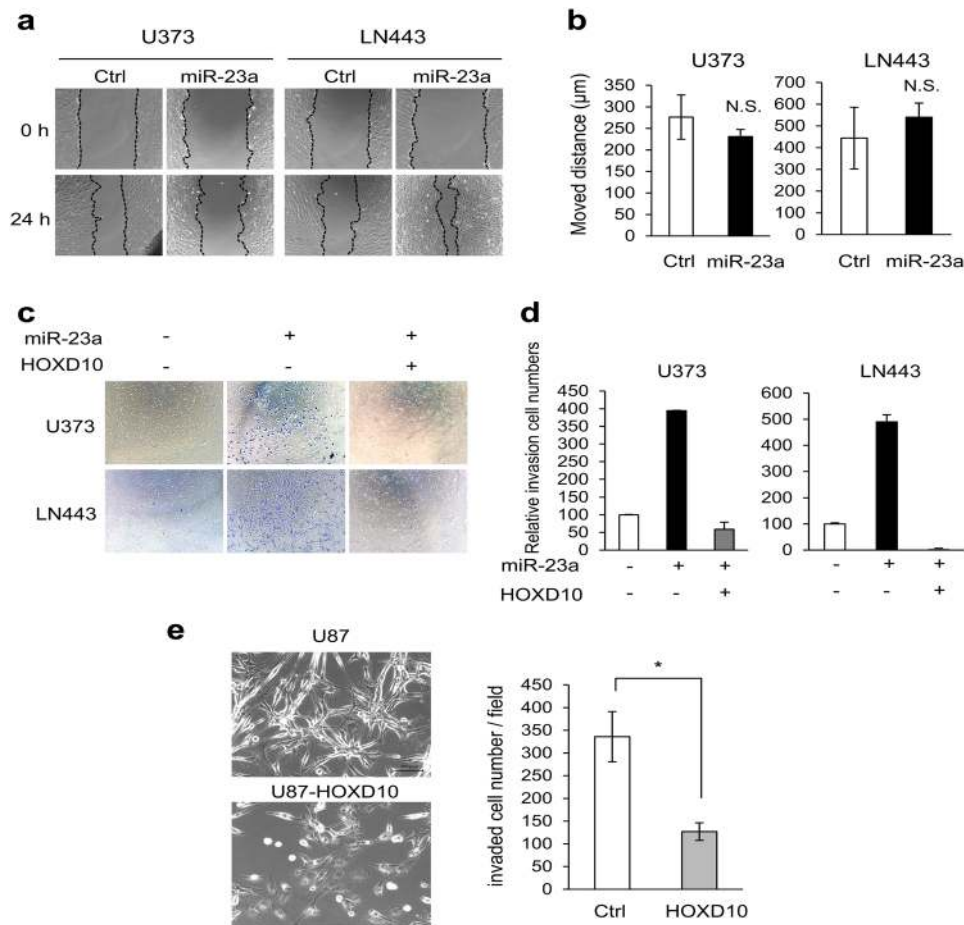 a
U373 LN443
Ctrl miR-23a Ctrl miR-23a
0 h
24 h
b
U373 LN443
Moved distance (µm)
350
300
250
200
150
100
50
0
N.S.
Ctrl miR-23a
700
600
500
400
300
200
100
0
N.S.
Ctrl miR-23a
c
miR-23a - + +
HOXD10 - - +
U373
LN443
d
U373 LN443
Relative invasion cell numbers
450
400
350
300
250
200
150
100
50
0
600
500
400
300
200
100
0
miR-23a - + + - + +
HOXD10 - - + - - +
e
U87
U87-HOXD10
invaded cell number / field
450
400
350
300
250
200
150
100
50
0
*
Ctrl HOXD10